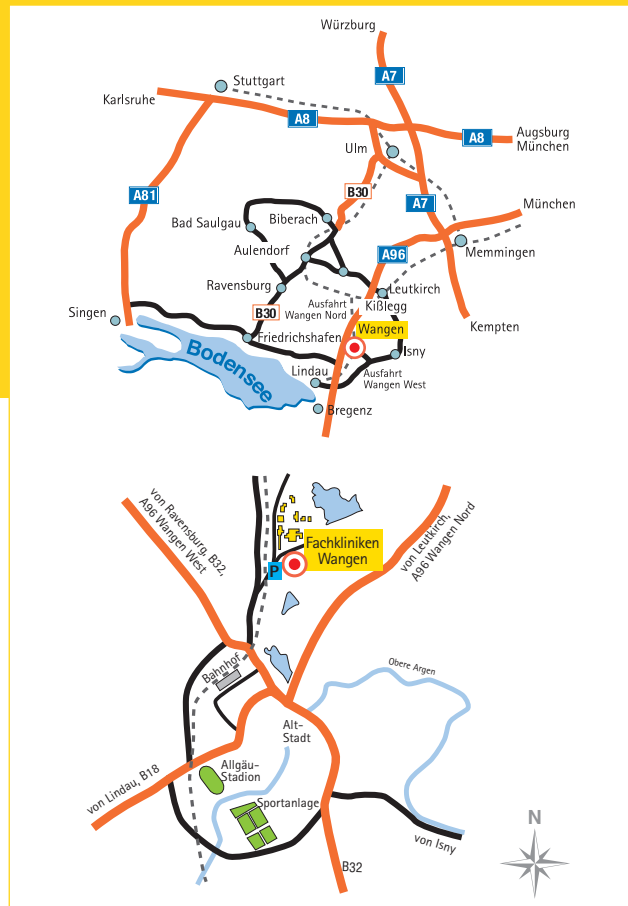 Würzburg
A7
Stuttgart
Karlsruhe
A8
A8
Augsburg
München
Ulm
B30
A81
A7
München
Biberach
Bad Saulgau
Aulendorf
A96
Memmingen
Ravensburg
Leutkirch
Ausfahrt
Wangen Nord
Kißlegg
B30
Singen
Wangen
Kempten
Friedrichshafen
Isny
Bodensee
Lindau
Ausfahrt
Wangen West
Bregenz
von Ravensburg, B32,
A96 Wangen West
von Leutkirch,
A96 Wangen Nord
Fachkliniken
Wangen
P
Bahnhof
Obere Argen
Alt-
Stadt
Allgäu-
Stadion
von Lindau, B18
Sportanlage
von Isny
N
B32